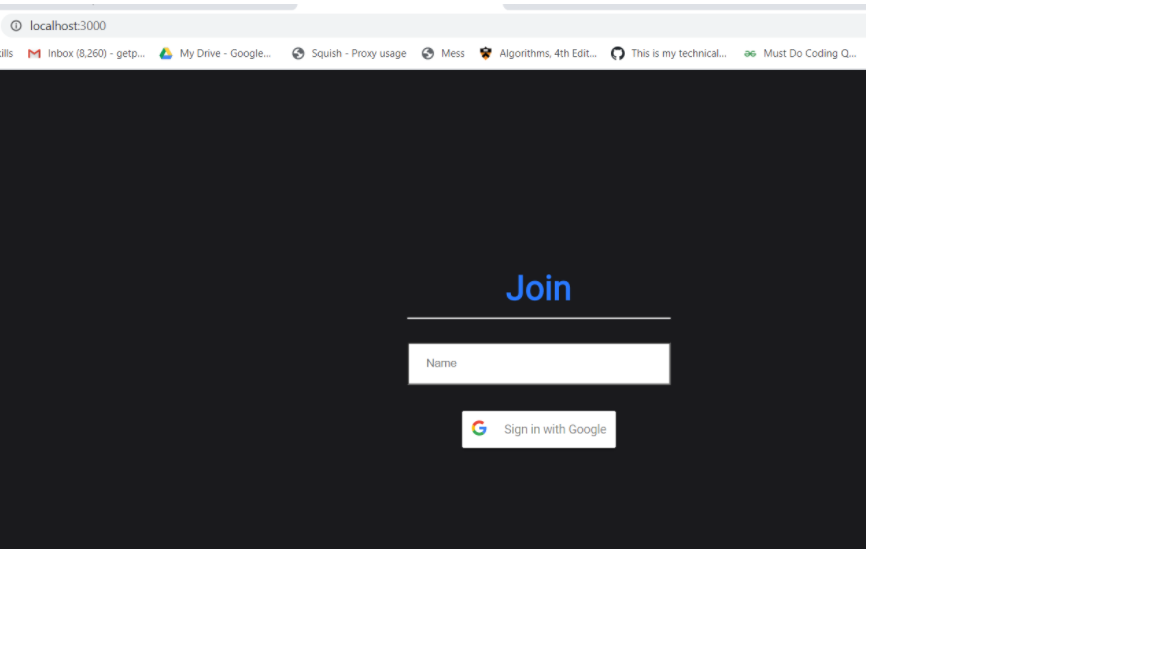 localhost:3000
ills Inbox (8,260) - getp... My Drive - Google... Squish - Proxy usage Mess Algorithms, 4th Edit... This is my technical... Must Do Coding Q...
Join
Name
Sign in with Google